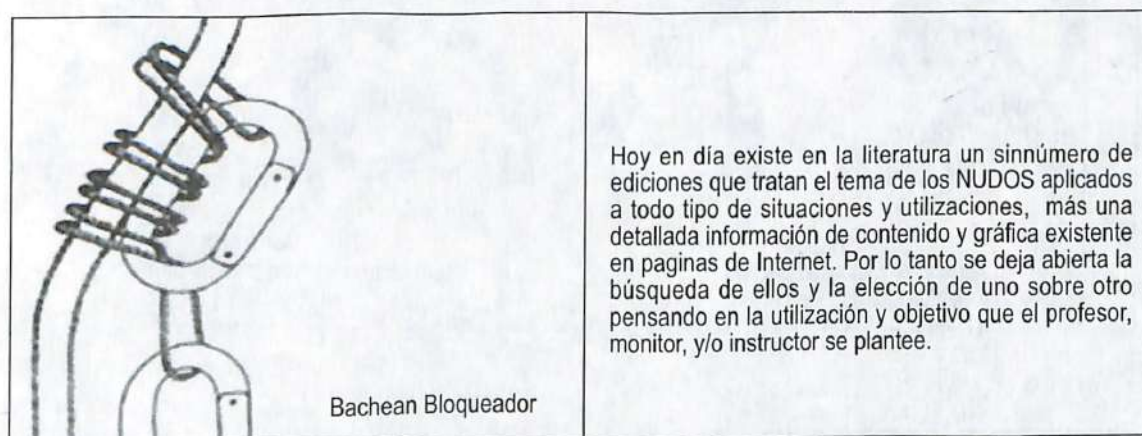 Bachean Bloqueador
Hoy en día existe en la literatura un sinnúmero de
ediciones que tratan el tema de los NUDOS aplicados
a todo tipo de situaciones y utilizaciones, más una
detallada información de contenido y gráfica existente
en paginas de Internet. Por lo tanto se deja abierta la
búsqueda de ellos y la elección de uno sobre otro
pensando en la utilización y objetivo que el profesor,
monitor, y/o instructor se plantee.